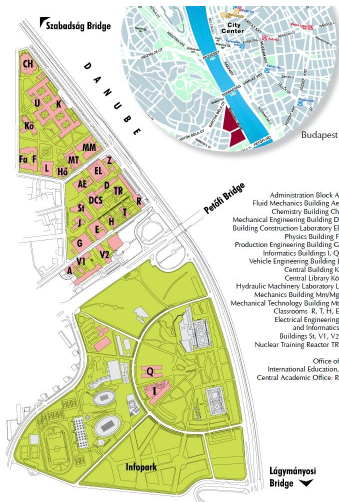 Szabadság Bridge
City
Center
DANUBE
Budapest
CH
U
K
Kö
MM
Fa F
L
MT
Hő
Z
EL
AE
D
TR
DCS
R
St
T
H
J
E
G
V2
V1
A
Petőfi Bridge
Administration Block A
Fluid Mechanics Building Ae
Chemistry Building Ch
Mechanical Engineering Building D
Building Construction Laboratory El
Physics Building F
Production Engineering Building G
Informatics Buildings I, Q
Vehicle Engineering Building J
Central Building K
Central Library Kö
Hydraulic Machinery Laboratory L
Mechanics Building Mm/Mg
Mechanical Technology Building Mt
Classrooms R, T, H, E
Electrical Engineering
and Informatics
Buildings St, V1, V2
Nuclear Training Reactor TR
Office of
International Education,
Central Academic Office: R
Q
I
Infopark
Lágymányosi
Bridge